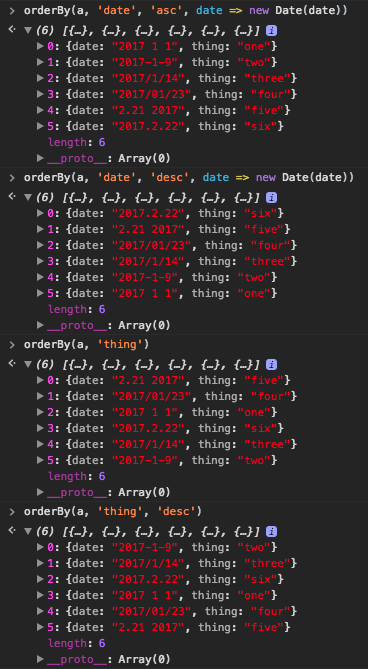 > orderBy(a, 'date', 'asc', date => new Date(date))
(6) [{…}, {…}, {…}, {…}, {…}, {…}] i
0: {date: "2017 1 1", thing: "one"}
1: {date: "2017-1-9", thing: "two"}
2: {date: "2017/1/14", thing: "three"}
3: {date: "2017/01/23", thing: "four"}
4: {date: "2.21 2017", thing: "five"}
5: {date: "2017.2.22", thing: "six"}
length: 6
__proto__: Array(0)
> orderBy(a, 'date', 'desc', date => new Date(date))
(6) [{…}, {…}, {…}, {…}, {…}, {…}] i
0: {date: "2017.2.22", thing: "six"}
1: {date: "2.21 2017", thing: "five"}
2: {date: "2017/01/23", thing: "four"}
3: {date: "2017/1/14", thing: "three"}
4: {date: "2017-1-9", thing: "two"}
5: {date: "2017 1 1", thing: "one"}
length: 6
__proto__: Array(0)
> orderBy(a, 'thing')
(6) [{…}, {…}, {…}, {…}, {…}, {…}] i
0: {date: "2.21 2017", thing: "five"}
1: {date: "2017/01/23", thing: "four"}
2: {date: "2017 1 1", thing: "one"}
3: {date: "2017.2.22", thing: "six"}
4: {date: "2017/1/14", thing: "three"}
5: {date: "2017-1-9", thing: "two"}
length: 6
__proto__: Array(0)
> orderBy(a, 'thing', 'desc')
(6) [{…}, {…}, {…}, {…}, {…}, {…}] i
0: {date: "2017-1-9", thing: "two"}
1: {date: "2017/1/14", thing: "three"}
2: {date: "2017.2.22", thing: "six"}
3: {date: "2017 1 1", thing: "one"}
4: {date: "2017/01/23", thing: "four"}
5: {date: "2.21 2017", thing: "five"}
length: 6
__proto__: Array(0)